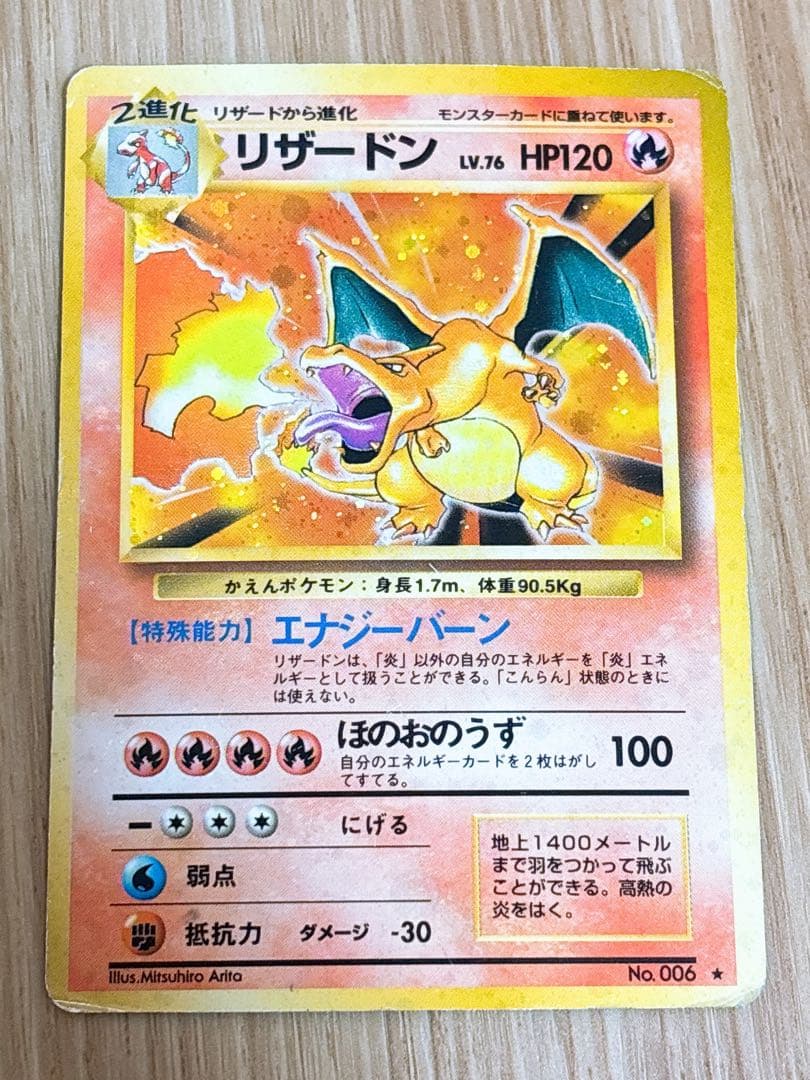 2進化
リザードから進化
モンスターカードに重ねて使います。
リザードン LV.76 HP120
かえんポケモン：身長1.7m、体重90.5Kg
【特殊能力】エナジーバーン
リザードンは、「炎」以外の自分のエネルギーを「炎」エネ
ルギーとして扱うことができる。「こんらん」状態のときに
は使えない。
ほのおのうず 100
自分のエネルギーカードを2枚はがし
てすてる。
ー にげる
弱点
抵抗力 ダメージ -30
地上1400メートル
まで羽をつかって飛ぶ
ことができる。高熱の
炎をはく。
Illus.Mitsuhiro Arita
No.006 ★